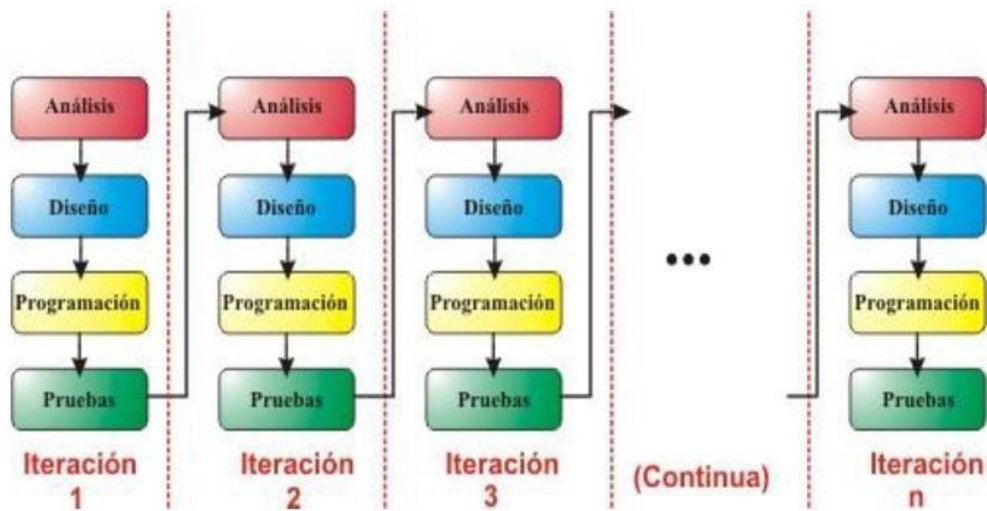 Análisis
Diseño
Programación
Pruebas
Iteración
1
Análisis
Diseño
Programación
Pruebas
Iteración
2
Análisis
Diseño
Programación
Pruebas
Iteración
3
...
(Continua)
Análisis
Diseño
Programación
Pruebas
Iteración
n